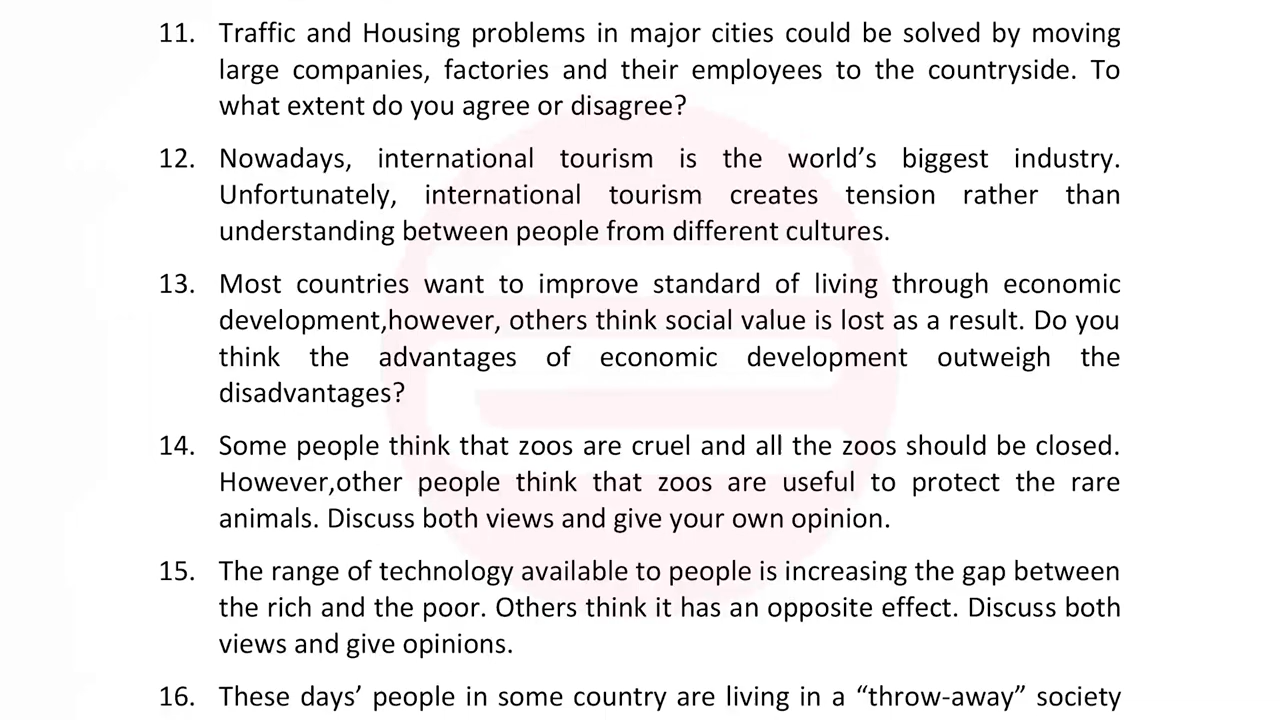 11. Traffic and Housing problems in major cities could be solved by moving
large companies, factories and their employees to the countryside. To
what extent do you agree or disagree?
12. Nowadays, international tourism is the world’s biggest industry.
Unfortunately, international tourism creates tension rather than
understanding between people from different cultures.
13. Most countries want to improve standard of living through economic
development,however, others think social value is lost as a result. Do you
think the advantages of economic development outweigh the
disadvantages?
14. Some people think that zoos are cruel and all the zoos should be closed.
However,other people think that zoos are useful to protect the rare
animals. Discuss both views and give your own opinion.
15. The range of technology available to people is increasing the gap between
the rich and the poor. Others think it has an opposite effect. Discuss both
views and give opinions.
16. These days’ people in some country are living in a “throw-away” society